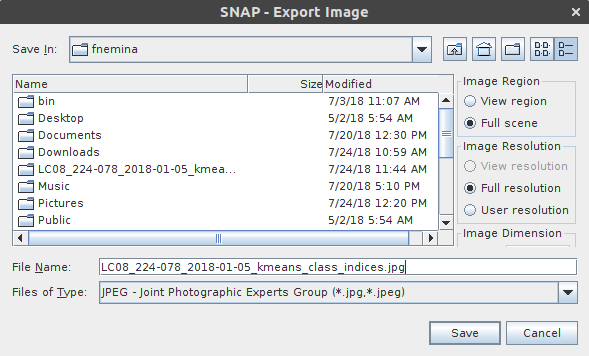 SNAP - Export Image
Save In: fnemina
Name Size Modified
bin 7/3/18 11:07 AM
Desktop 5/2/18 5:54 AM
Documents 7/20/18 12:30 PM
Downloads 7/24/18 10:59 AM
LC08_224-078_2018-01-05_kmea... 7/24/18 11:44 AM
Music 7/20/18 5:10 PM
Pictures 7/24/18 12:20 PM
Public 5/2/18 5:54 AM
Image Region
View region
Full scene
Image Resolution
View resolution
Full resolution
User resolution
Image Dimension
File Name: LC08_224-078_2018-01-05_kmeans_class_indices.jpg
Files of Type: JPEG - Joint Photographic Experts Group (*.jpg,*.jpeg)
Save Cancel